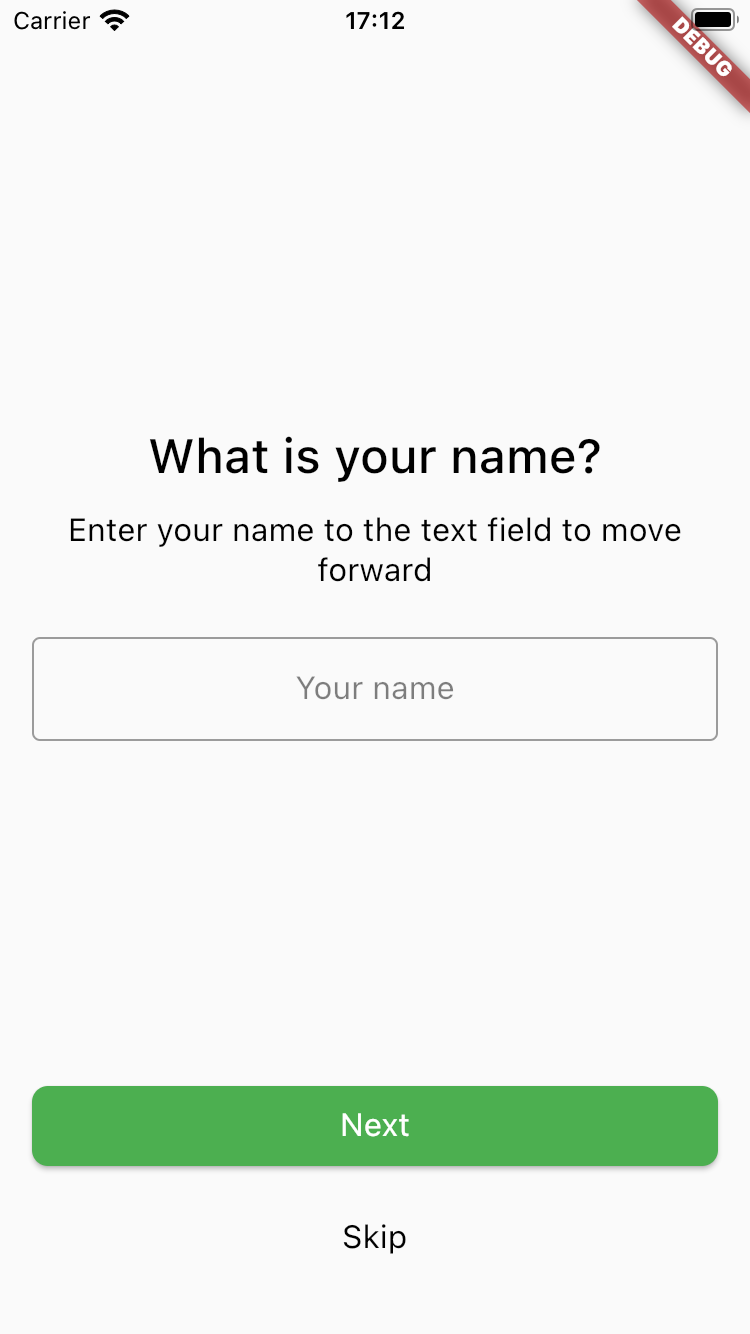 Carrier 17:12
DEBUG
What is your name?
Enter your name to the text field to move
forward
Your name
Next
Skip